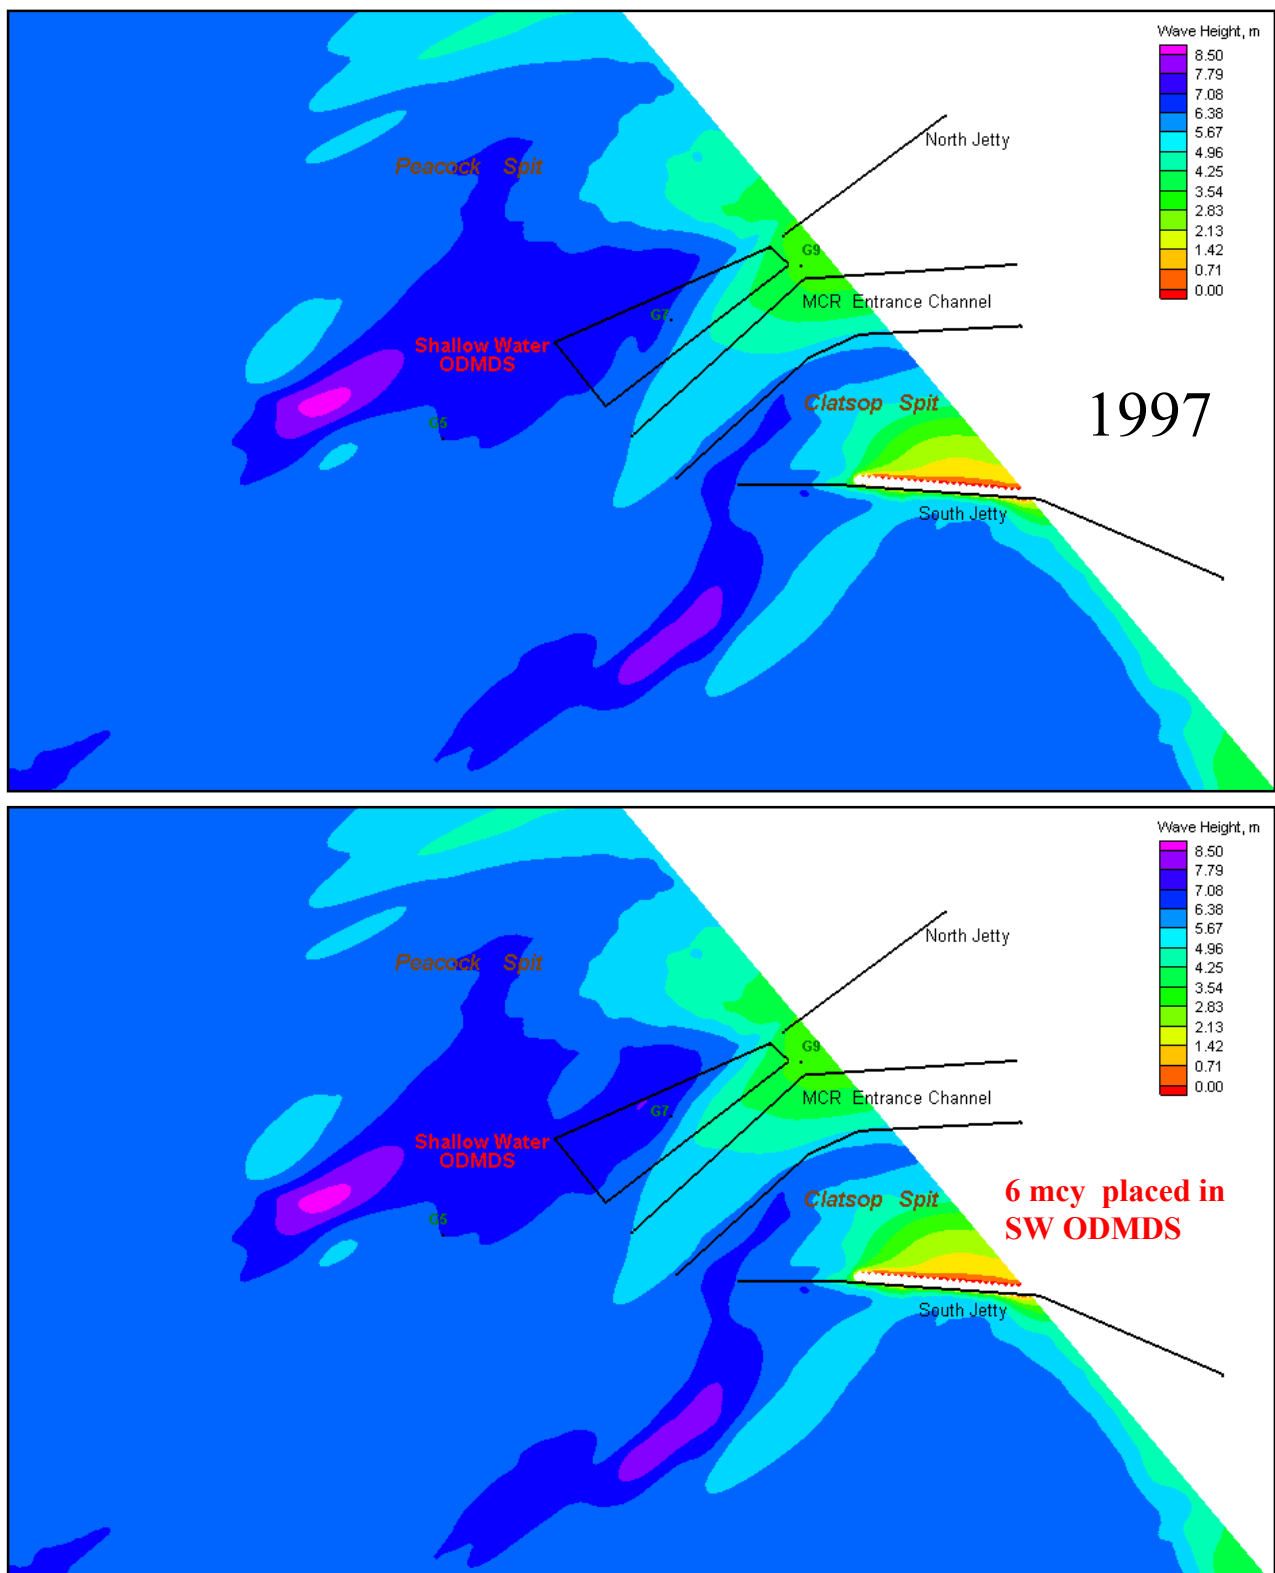 Wave Height, m
8.50
7.79
7.08
6.38
5.67
4.96
4.25
3.54
2.83
2.13
1.42
0.71
0.00
North Jetty
Peacock Spit
G9
MCR Entrance Channel
G7
Shallow Water
ODMDS
Clatsop Spit
1997
G5
South Jetty
Wave Height, m
8.50
7.79
7.08
6.38
5.67
4.96
4.25
3.54
2.83
2.13
1.42
0.71
0.00
North Jetty
Peacock Spit
G9
MCR Entrance Channel
G7
Shallow Water
ODMDS
Clatsop Spit
6 mcy placed in
SW ODMDS
G5
South Jetty